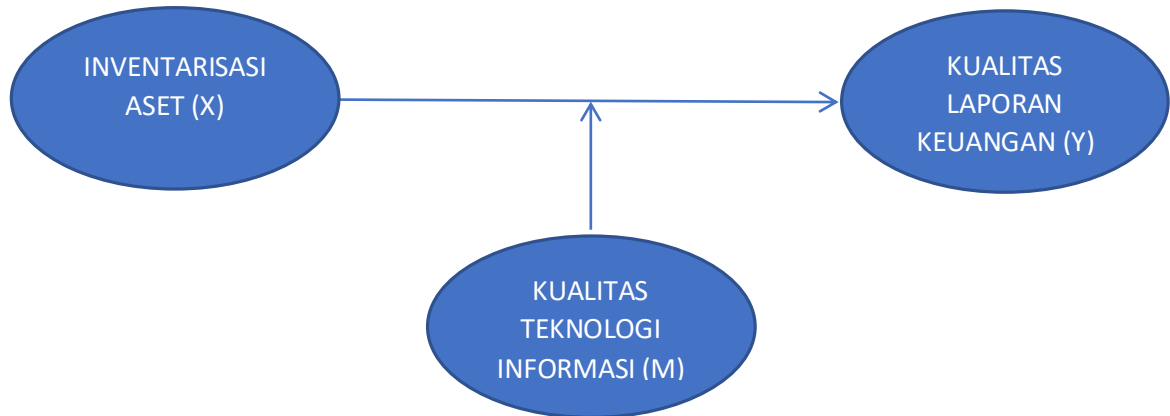 INVENTARISASI
ASET (X)
KUALITAS
LAPORAN
KEUANGAN (Y)
KUALITAS
TEKNOLOGI
INFORMASI (M)